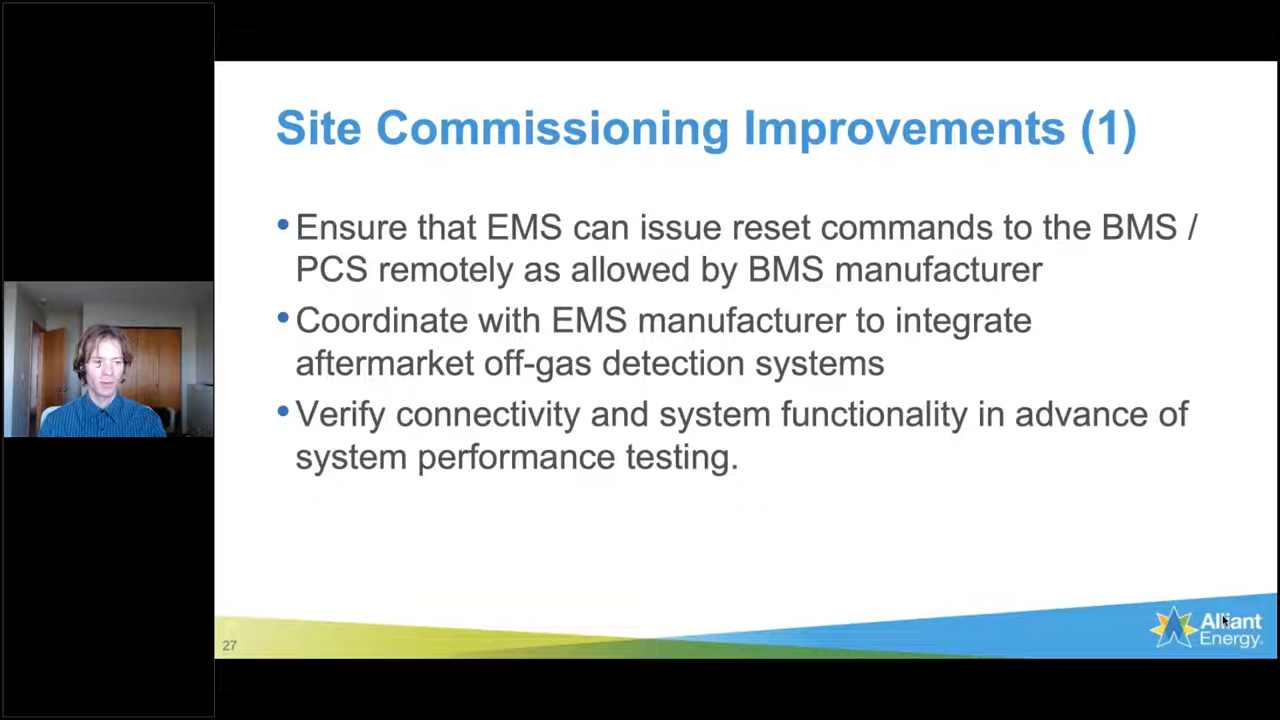 Site Commissioning Improvements (1)
•Ensure that EMS can issue reset commands to the BMS /
PCS remotely as allowed by BMS manufacturer
•Coordinate with EMS manufacturer to integrate
aftermarket off-gas detection systems
•Verify connectivity and system functionality in advance of
system performance testing.
27
Alliant
Energy